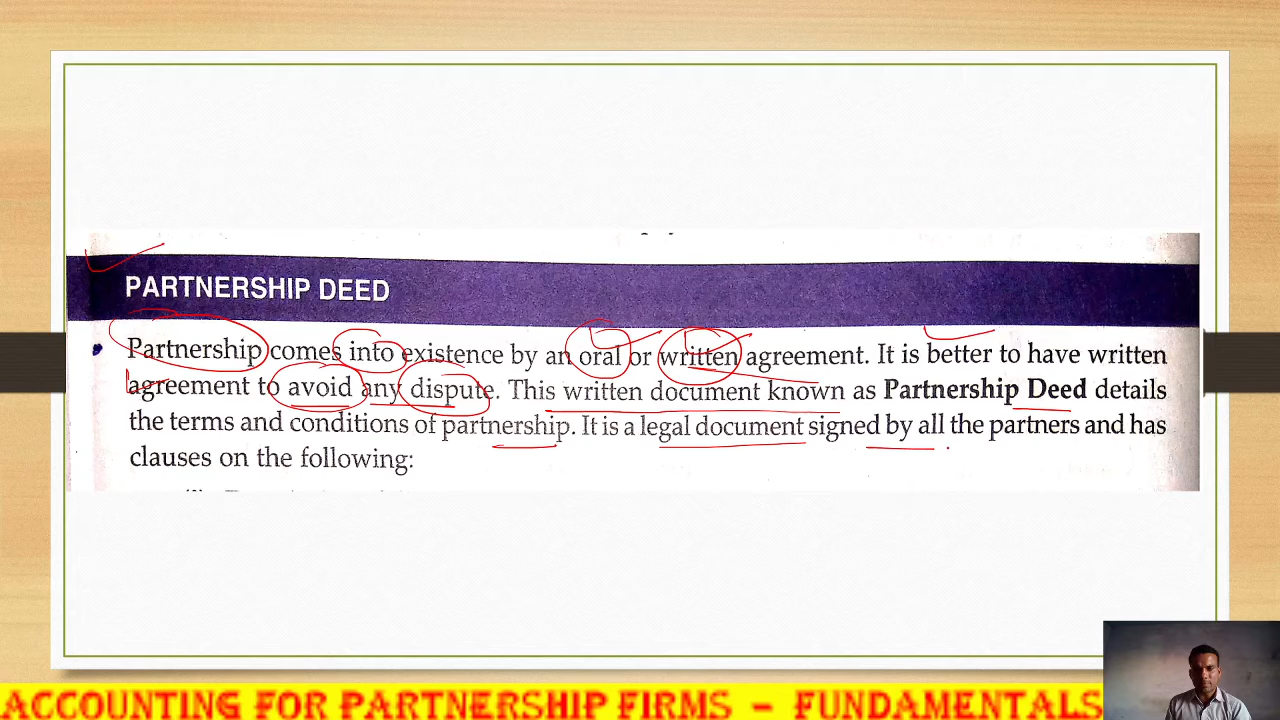 PARTNERSHIP DEED
Partnership comes into existence by an oral or written agreement. It is better to have written
agreement to avoid any dispute. This written document known as Partnership Deed details
the terms and conditions of partnership. It is a legal document signed by all the partners and has
clauses on the following:
ACCOUNTING FOR PARTNERSHIP FIRMS – FUNDAMENTALS